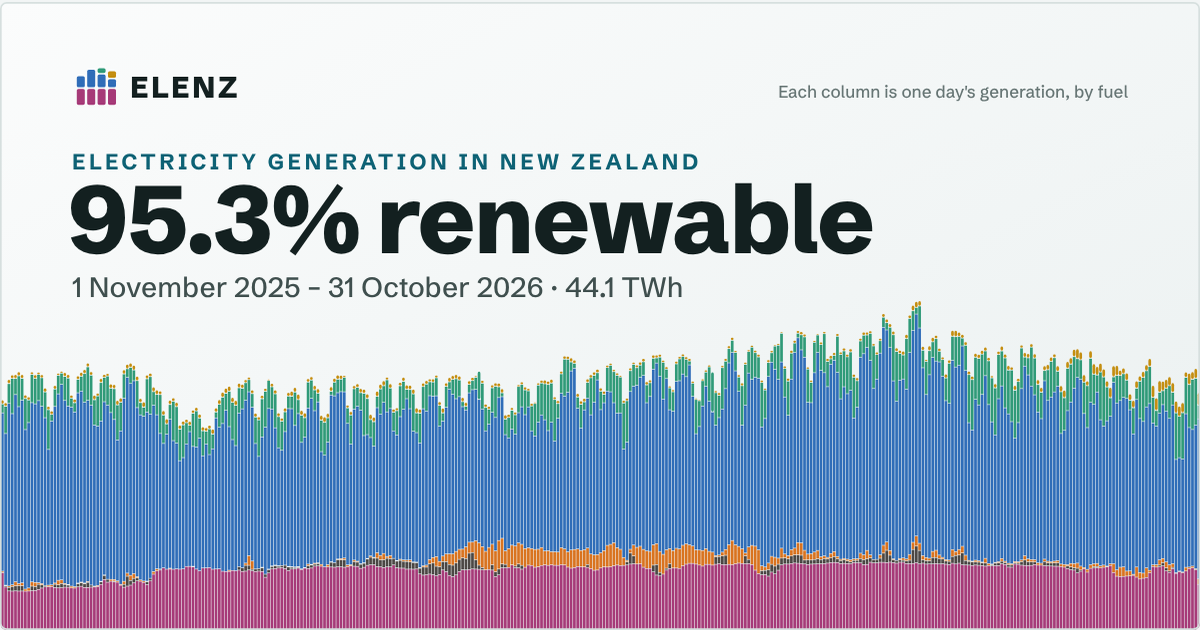 ELENZ
Each column is one day's generation, by fuel
ELECTRICITY GENERATION IN NEW ZEALAND
95.3% renewable
1 November 2025 – 31 October 2026 · 44.1 TWh